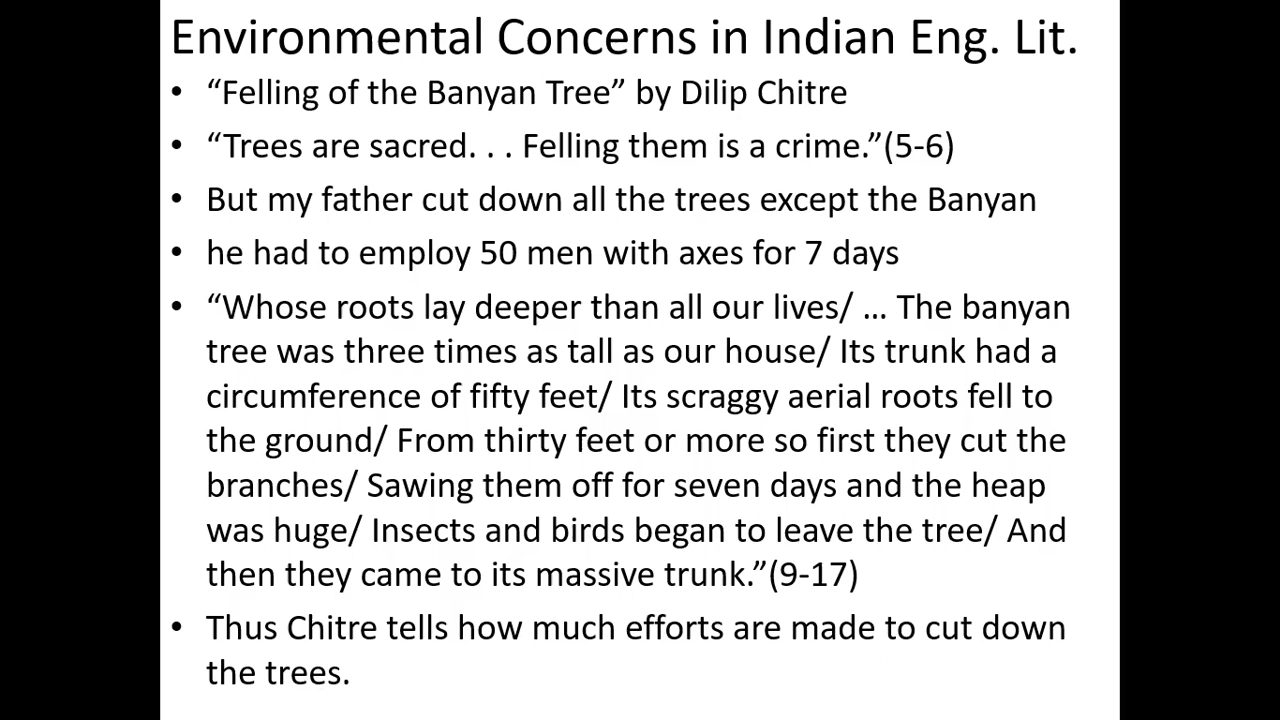 Environmental Concerns in Indian Eng. Lit.
• “Felling of the Banyan Tree” by Dilip Chitre
• “Trees are sacred. . . Felling them is a crime.”(5-6)
• But my father cut down all the trees except the Banyan
• he had to employ 50 men with axes for 7 days
• “Whose roots lay deeper than all our lives/ … The banyan
tree was three times as tall as our house/ Its trunk had a
circumference of fifty feet/ Its scraggy aerial roots fell to
the ground/ From thirty feet or more so first they cut the
branches/ Sawing them off for seven days and the heap
was huge/ Insects and birds began to leave the tree/ And
then they came to its massive trunk.”(9-17)
• Thus Chitre tells how much efforts are made to cut down
the trees.